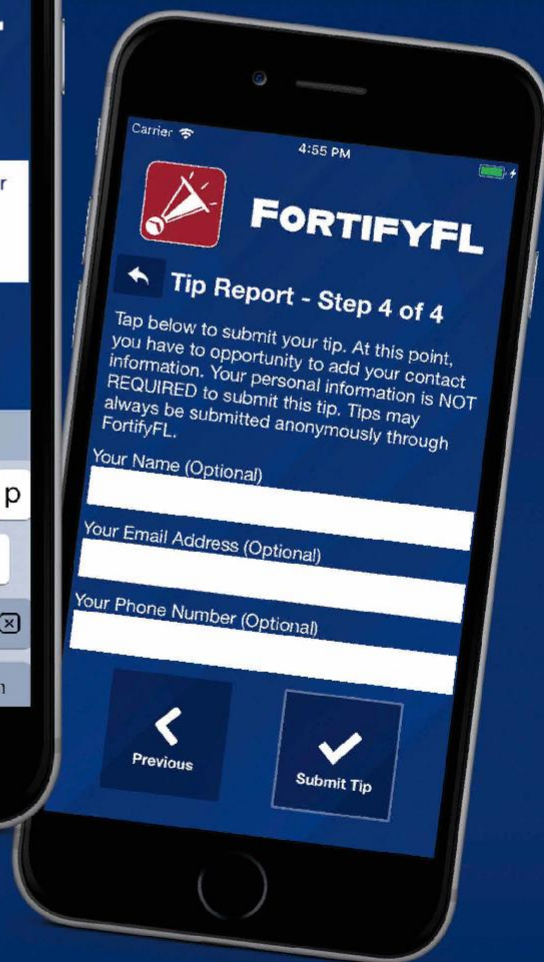 r
p
Carrier
4:55 PM
FORTIFYFL
Tip Report - Step 4 of 4
Tap below to submit your tip. At this point,
you have to opportunity to add your contact
information. Your personal information is NOT
REQUIRED to submit this tip. Tips may
always be submitted anonymously through
FortifyFL.
Your Name (Optional)
Your Email Address (Optional)
Your Phone Number (Optional)
Previous
Submit Tip